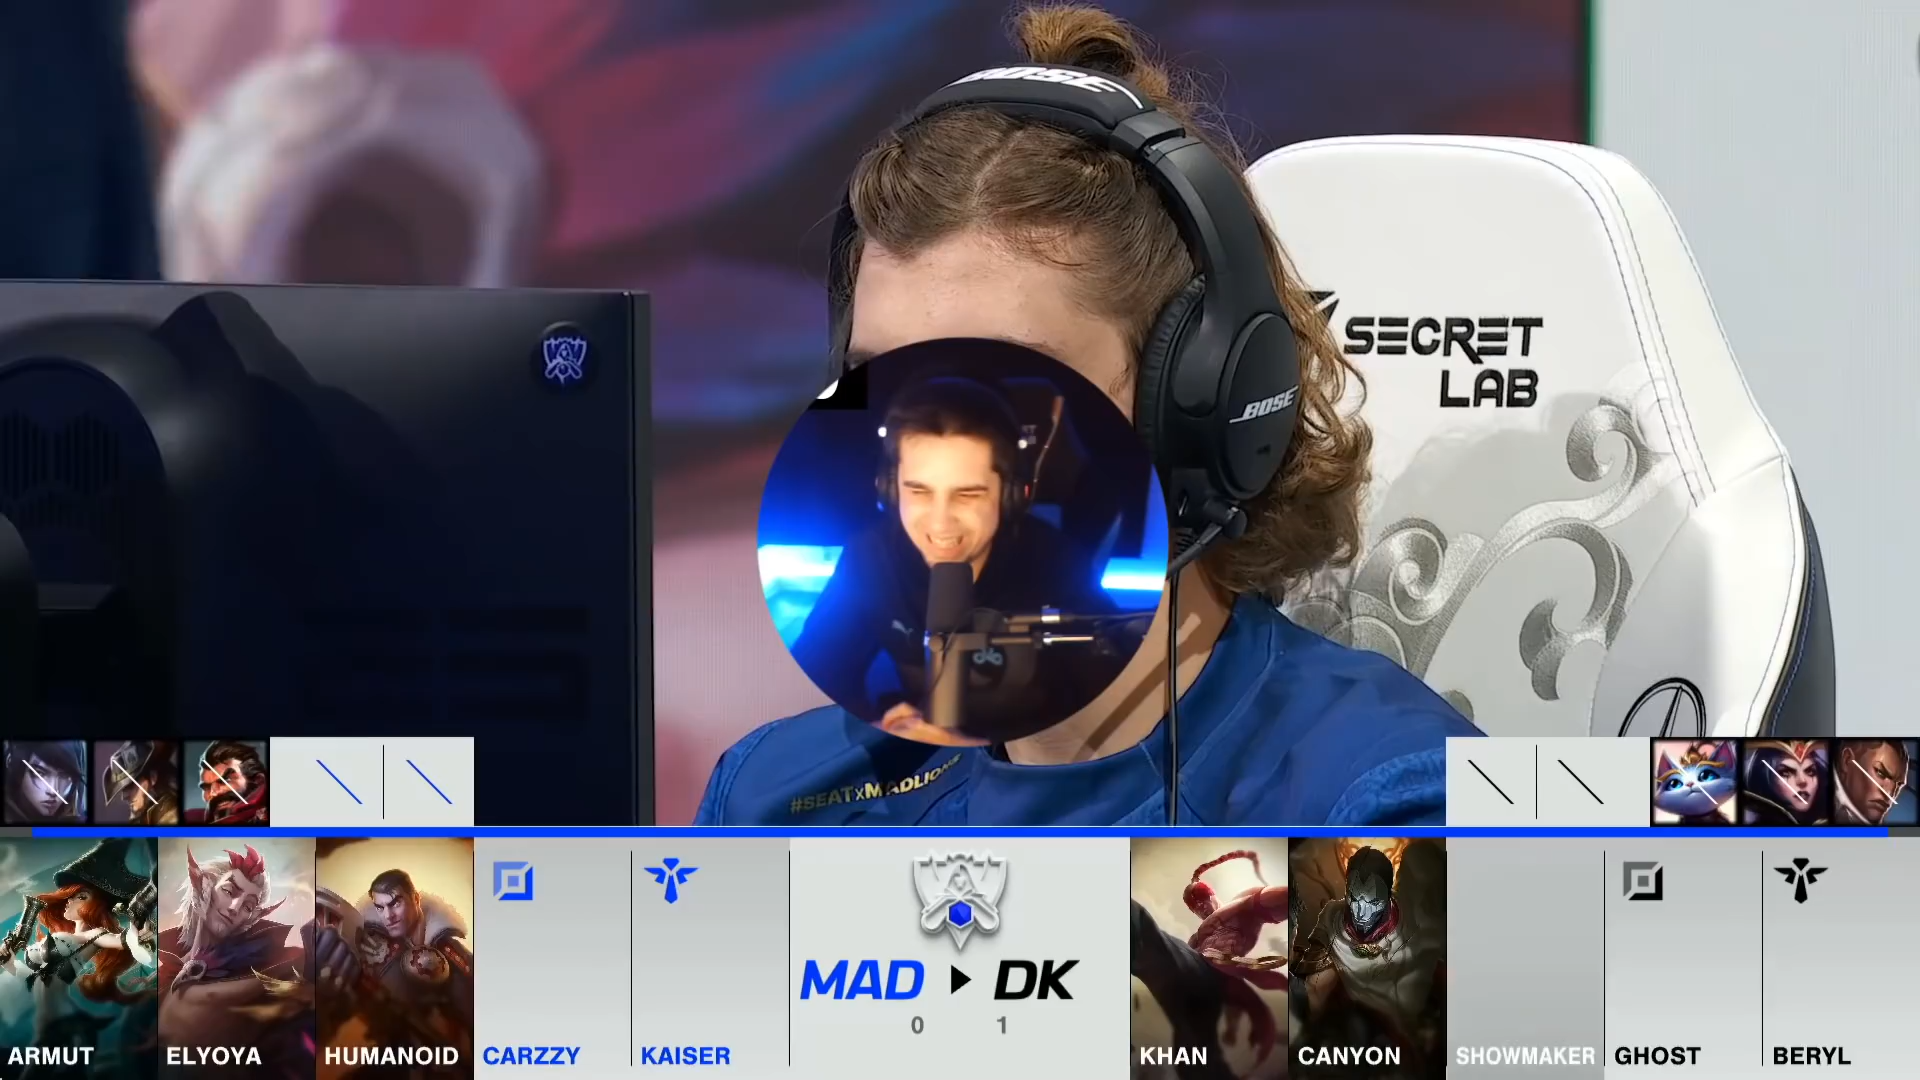 BOSE
SECRET
LAB
BOSE
#SEATxMADLIONS
MAD DK
0 1
ARMUT ELYOYA HUMANOID CARZZY KAISER KHAN CANYON SHOWMAKER GHOST BERYL